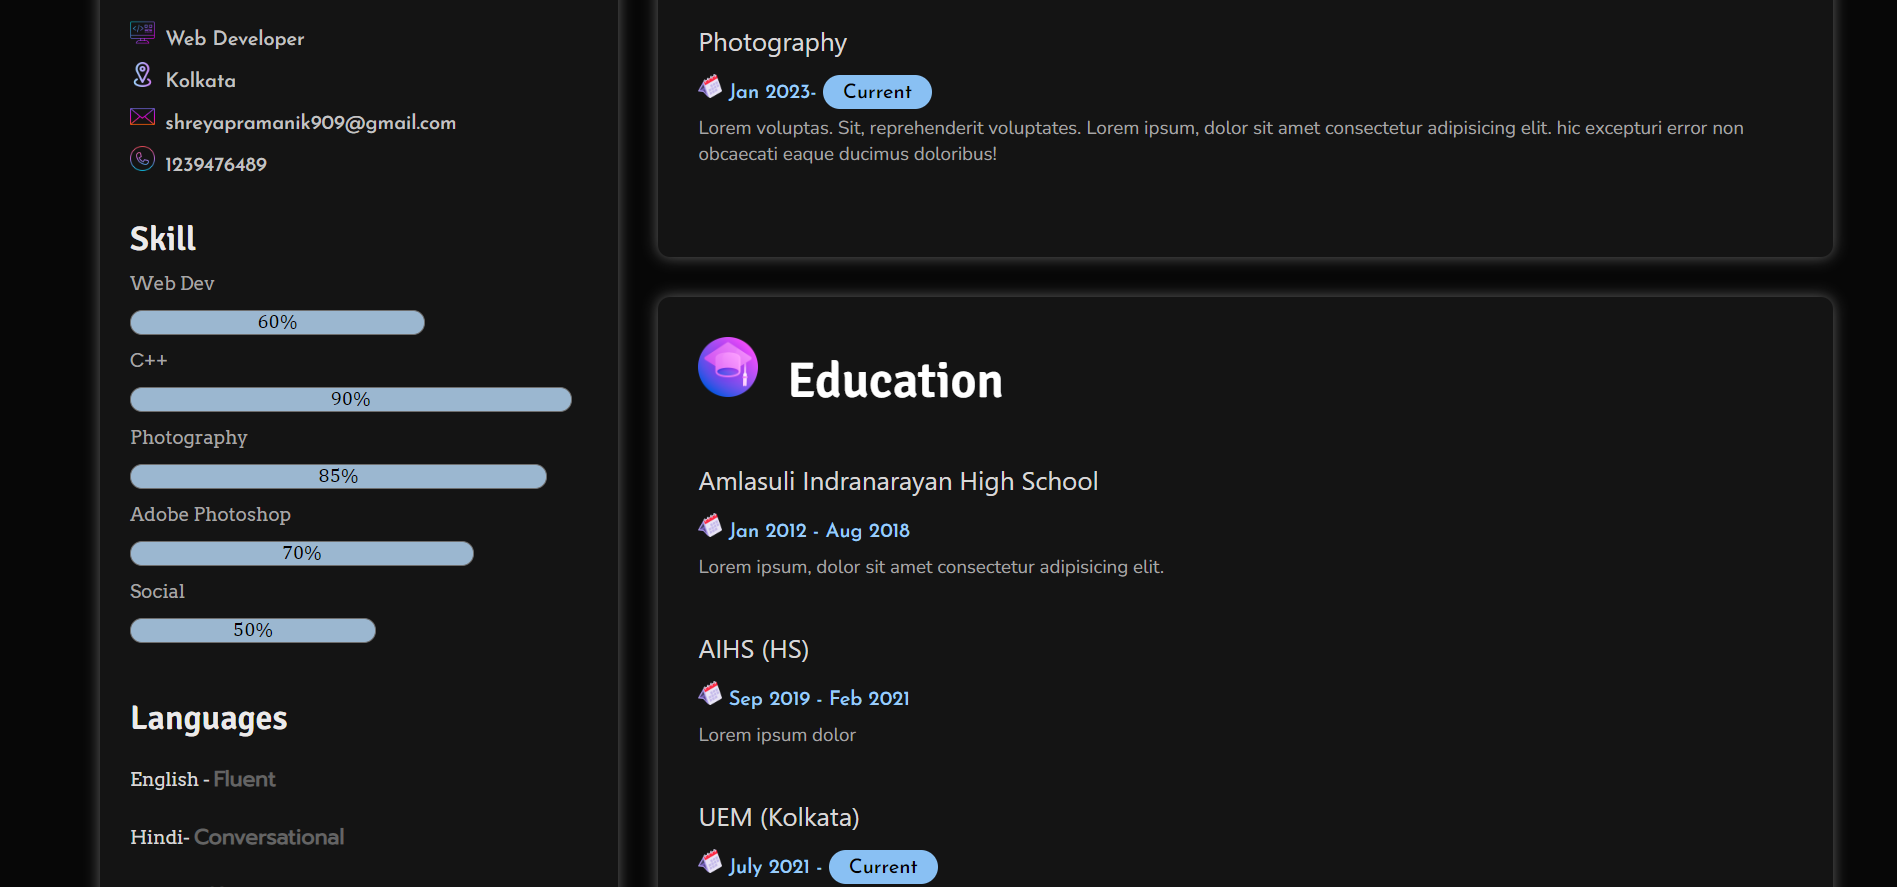 Web Developer
Kolkata
shreyapramanik909@gmail.com
1239476489
Skill
Web Dev
60%
C++
90%
Photography
85%
Adobe Photoshop
70%
Social
50%
Languages
English - Fluent
Hindi- Conversational
Photography
Jan 2023- Current
Lorem voluptas. Sit, reprehenderit voluptates. Lorem ipsum, dolor sit amet consectetur adipisicing elit. hic excepturi error non
obcaecati eaque ducimus doloribus!
Education
Amlasuli Indranarayan High School
Jan 2012 - Aug 2018
Lorem ipsum, dolor sit amet consectetur adipisicing elit.
AIHS (HS)
Sep 2019 - Feb 2021
Lorem ipsum dolor
UEM (Kolkata)
July 2021 - Current